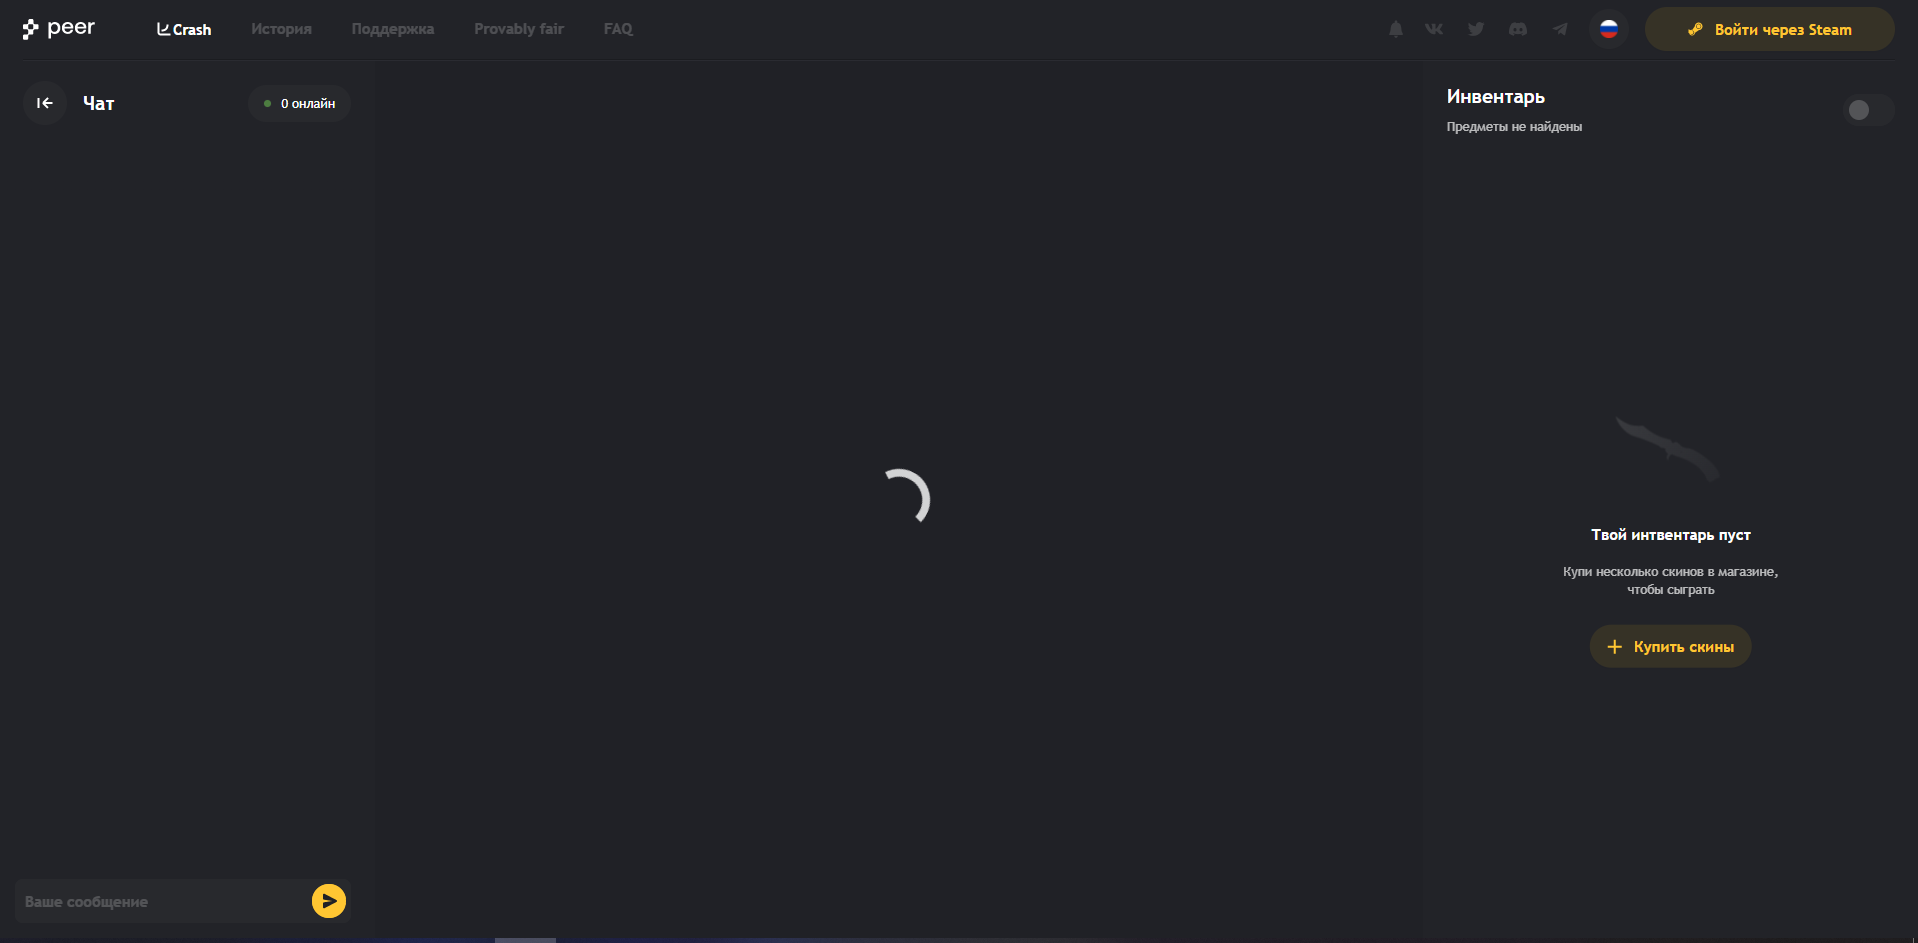 peer
Crash
История
Поддержка
Provably fair
FAQ
Войти через Steam
Чат
0 онлайн
Инвентарь
Предметы не найдены
Твой интвентарь пуст
Купи несколько скинов в магазине,
чтобы сыграть
Купить скины
Ваше сообщение